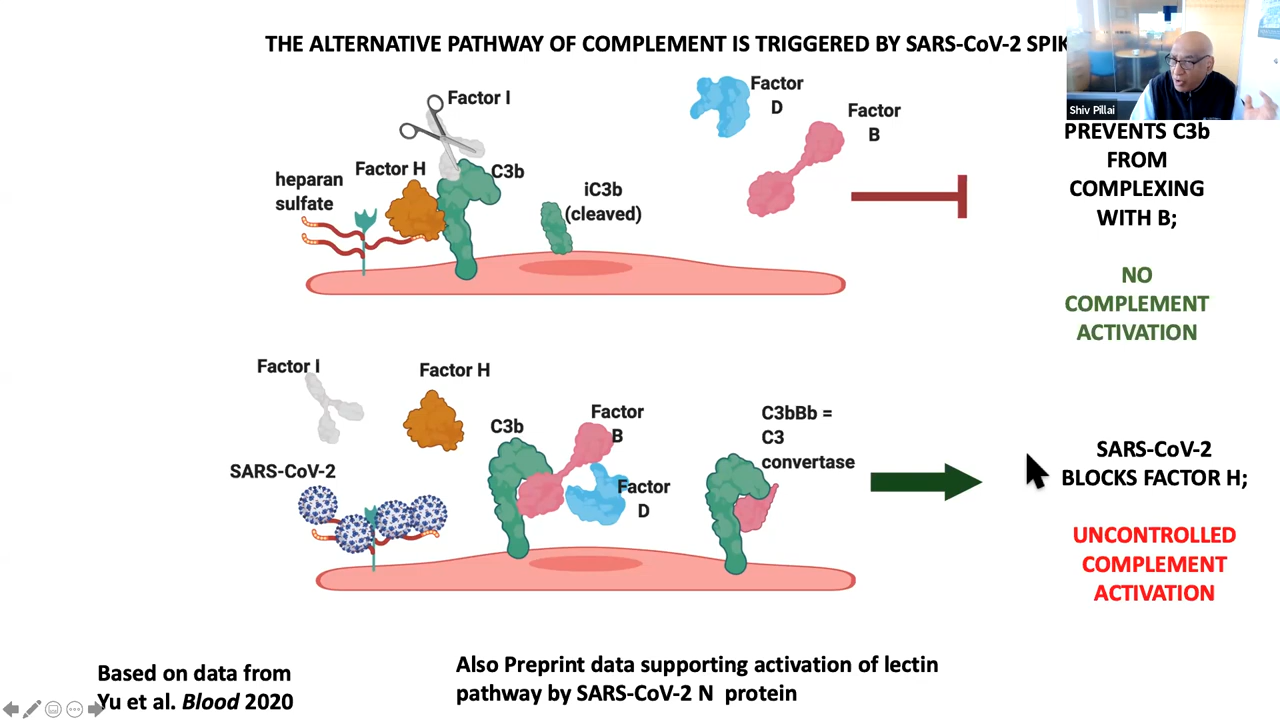 THE ALTERNATIVE PATHWAY OF COMPLEMENT IS TRIGGERED BY SARS-CoV-2 SPIK
Shiv Pillai
Factor I
Factor
D
Factor
B
Factor H
C3b
heparan
sulfate
iC3b
(cleaved)
PREVENTS C3b
FROM
COMPLEXING
WITH B;
NO
COMPLEMENT
ACTIVATION
Factor I
Factor H
C3b
Factor
B
Factor
D
C3bBb =
C3
convertase
SARS-CoV-2
SARS-CoV-2
BLOCKS FACTOR H;
UNCONTROLLED
COMPLEMENT
ACTIVATION
Based on data from
Yu et al. Blood 2020
Also Preprint data supporting activation of lectin
pathway by SARS-CoV-2 N protein